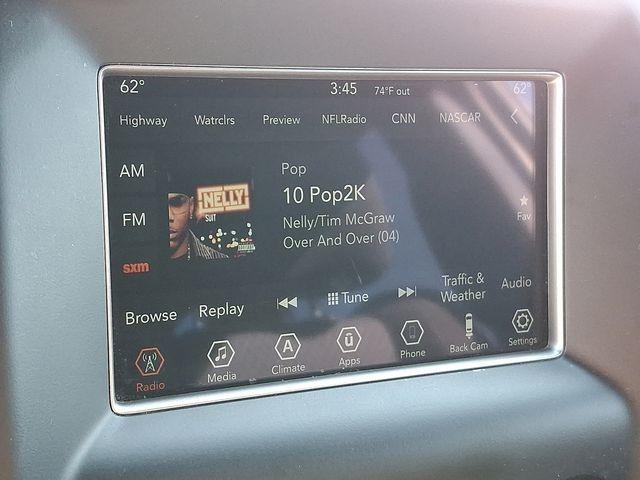 62° 3:45 74°F out 62°
Highway Watrclrs Preview NFLRadio CNN NASCAR
AM
Pop
NELLY
SUIT
10 Pop2K
FM
Nelly/Tim McGraw
Over And Over (04)
Fav
sxm
Browse Replay Tune Traffic & Weather Audio
Radio Media Climate Apps Phone Back Cam Settings
A ū